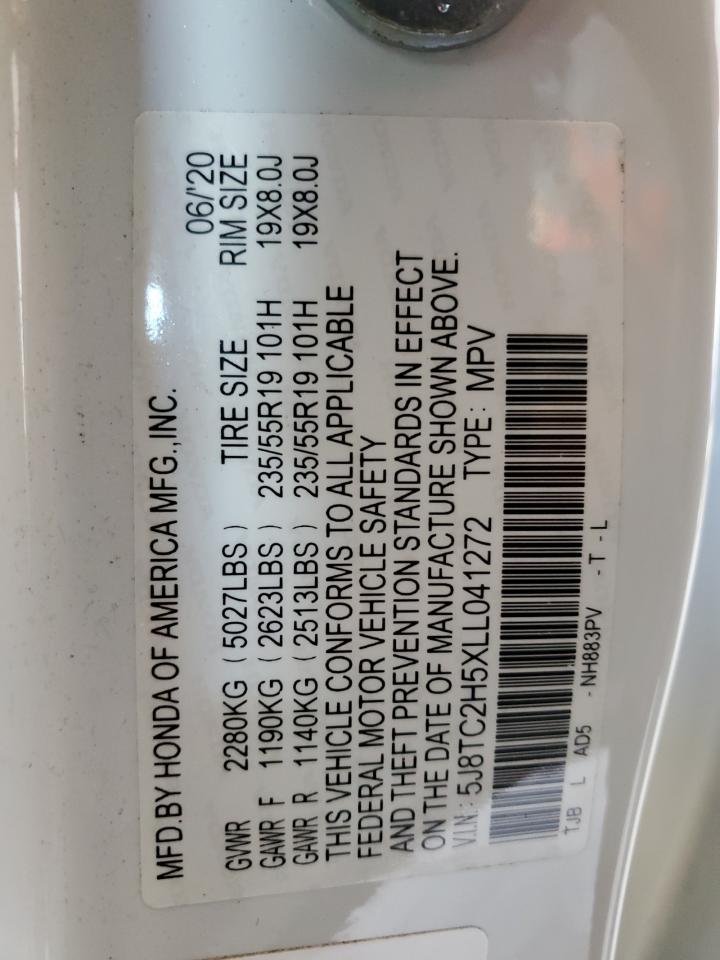 MFD.BY HONDA OF AMERICA MFG.,INC. 06/'20
GVWR 2280KG ( 5027LBS ) TIRE SIZE RIM SIZE
GAWR F 1190KG ( 2623LBS ) 235/55R19 101H 19X8.0J
GAWR R 1140KG ( 2513LBS ) 235/55R19 101H 19X8.0J
THIS VEHICLE CONFORMS TO ALL APPLICABLE
FEDERAL MOTOR VEHICLE SAFETY
AND THEFT PREVENTION STANDARDS IN EFFECT
ON THE DATE OF MANUFACTURE SHOWN ABOVE.
V.I.N.: 5J8TC2H5XLL041272 TYPE: MPV
TJB L AD5 - NH883PV - T - L